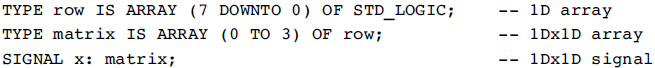 TYPE row IS ARRAY (7 DOWNTO 0) OF STD_LOGIC; -- 1D array
TYPE matrix IS ARRAY (0 TO 3) OF row; -- 1Dx1D array
SIGNAL x: matrix; -- 1Dx1D signal